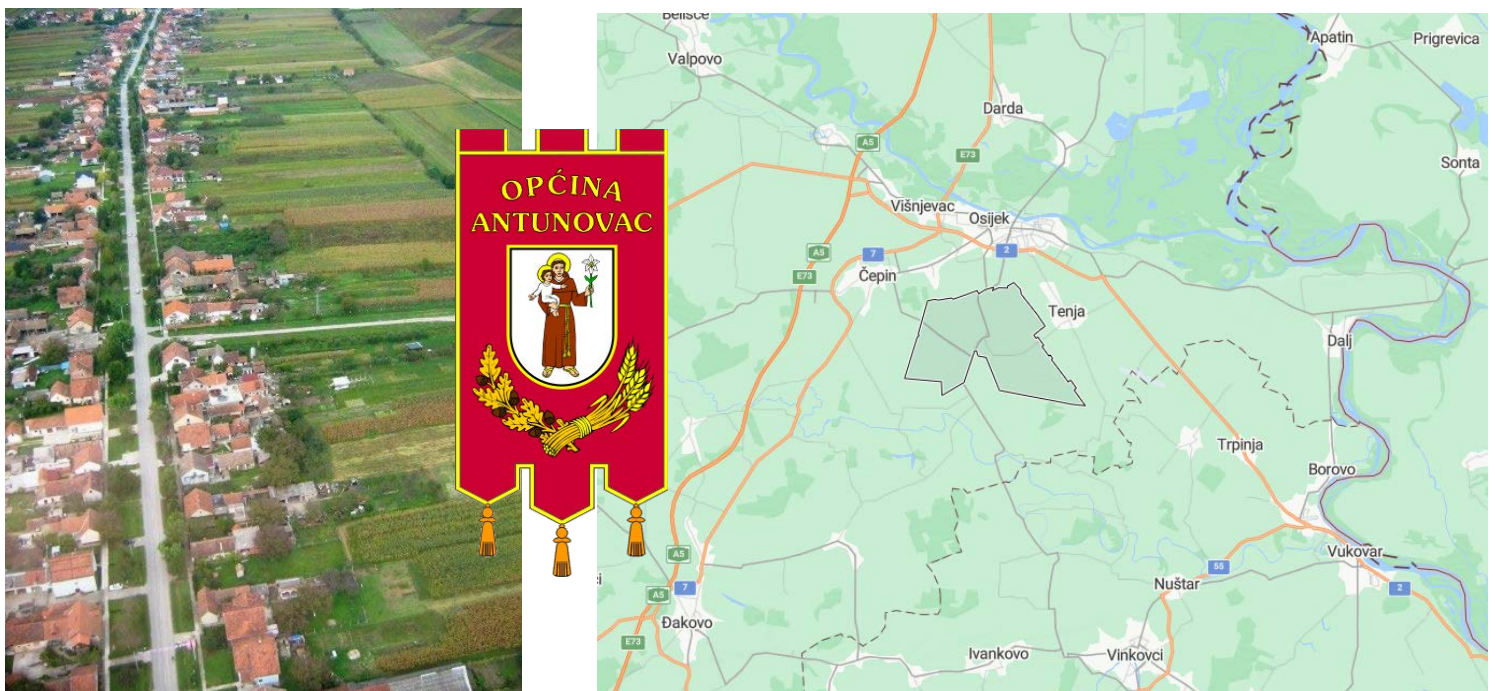 OPĆINA
ANTUNOVAC
Belišće
Valpovo
Apatin
Prigrevica
Darda
A5
E73
Sonta
Višnjevac
Osijek
A5
7
2
E73
Čepin
Tenja
Dalj
Trpinja
Borovo
A5
Vukovar
55
7
Nuštar
2
A5
Đakovo
E73
Ivankovo
Vinkovci